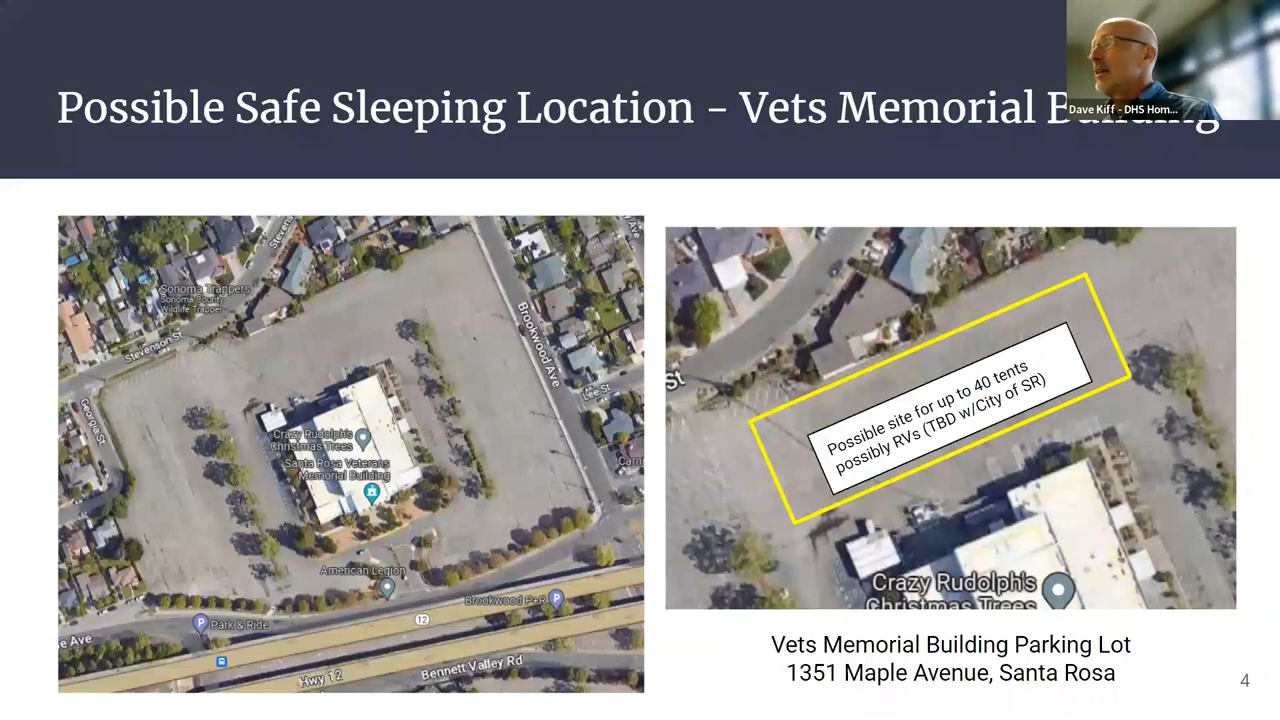 Possible Safe Sleeping Location - Vets Memorial Building
Dave Kiff - DHS Hom...
Stevens
Sonoma Trappers
Sonoma County
Wildlife Trapper
Stevenson St
Georgia St
Brookwood Ave
Lee St
Crazy Rudolph's
Christmas Trees
Santa Rosa Veterans
Memorial Building
American Legion
Brookwood P+R
Park & Ride
12
e Ave
Hwy 12
Bennett Valley Rd
St
Possible site for up to 40 tents
possibly RVs (TBD w/City of SR)
Crazy Rudolph's
Christmas Trees
Vets Memorial Building Parking Lot
1351 Maple Avenue, Santa Rosa
4